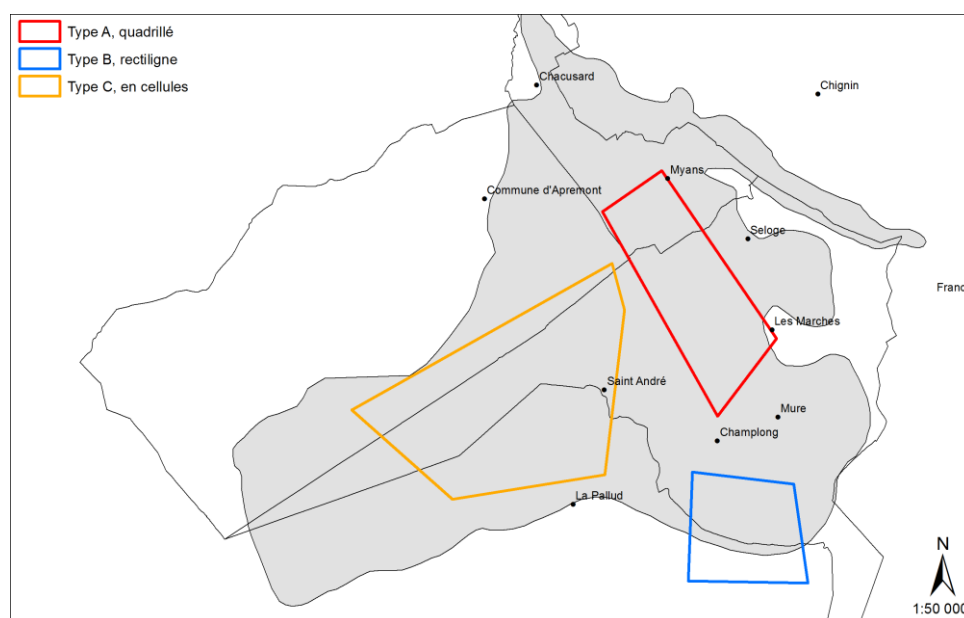 Type A, quadrillé
Type B, rectiligne
Type C, en cellules
Chacusard
Chignin
Myans
Commune d'Apremont
Seloge
Franc
Les Marches
Saint André
Mure
Champlong
La Pallud
N
1:50 000